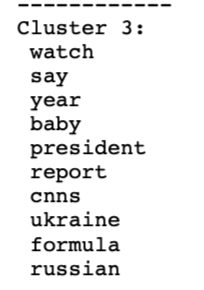 ------------
Cluster 3:
watch
say
year
baby
president
report
cnns
ukraine
formula
russian